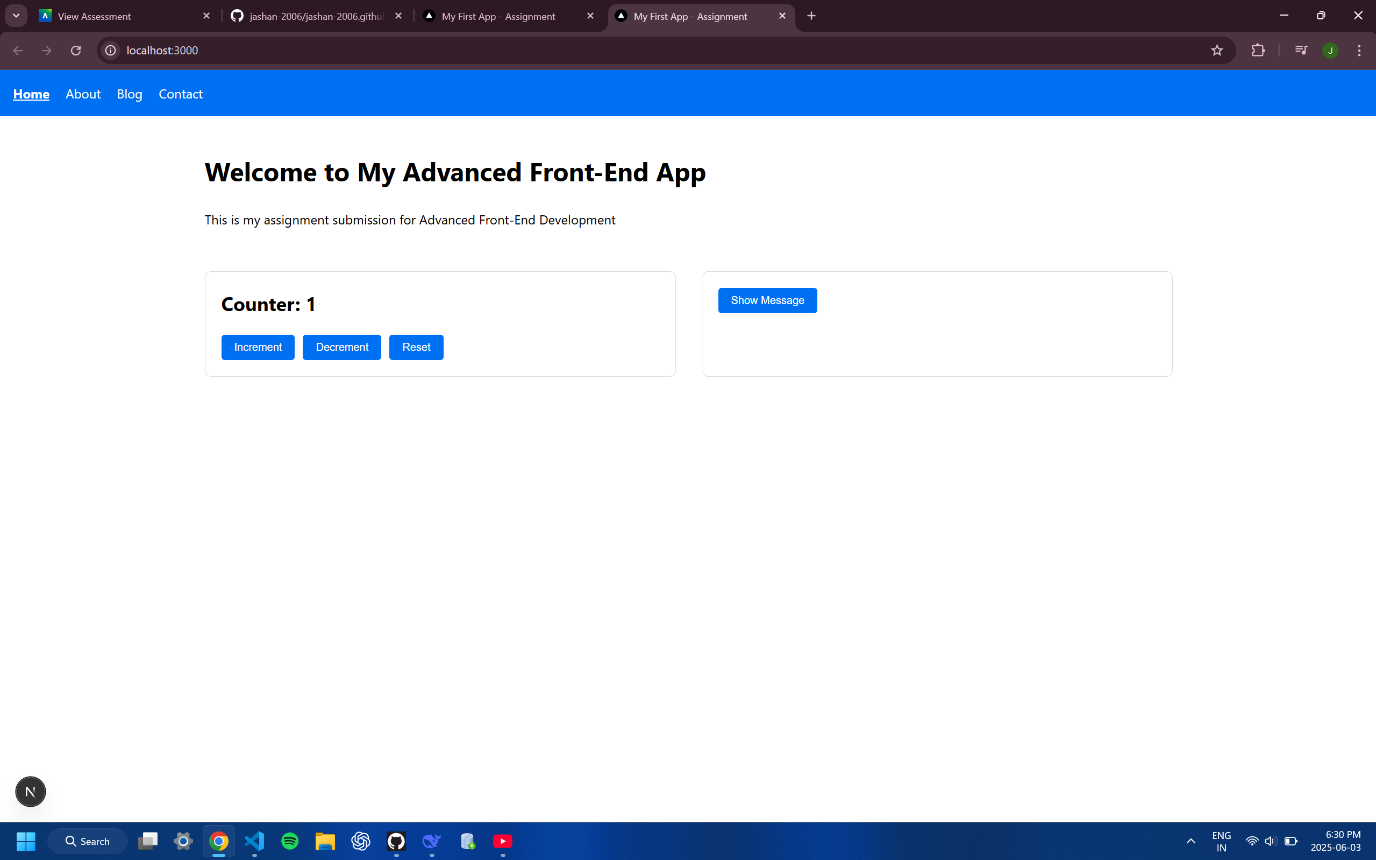 View Assessment
jashan-2006/jashan-2006.githu
My First App - Assignment
My First App - Assignment
localhost:3000
J
Home About Blog Contact
Welcome to My Advanced Front-End App
This is my assignment submission for Advanced Front-End Development
Counter: 1
Increment Decrement Reset
Show Message
N
Search
ENG
IN
6:30 PM
2025-06-03